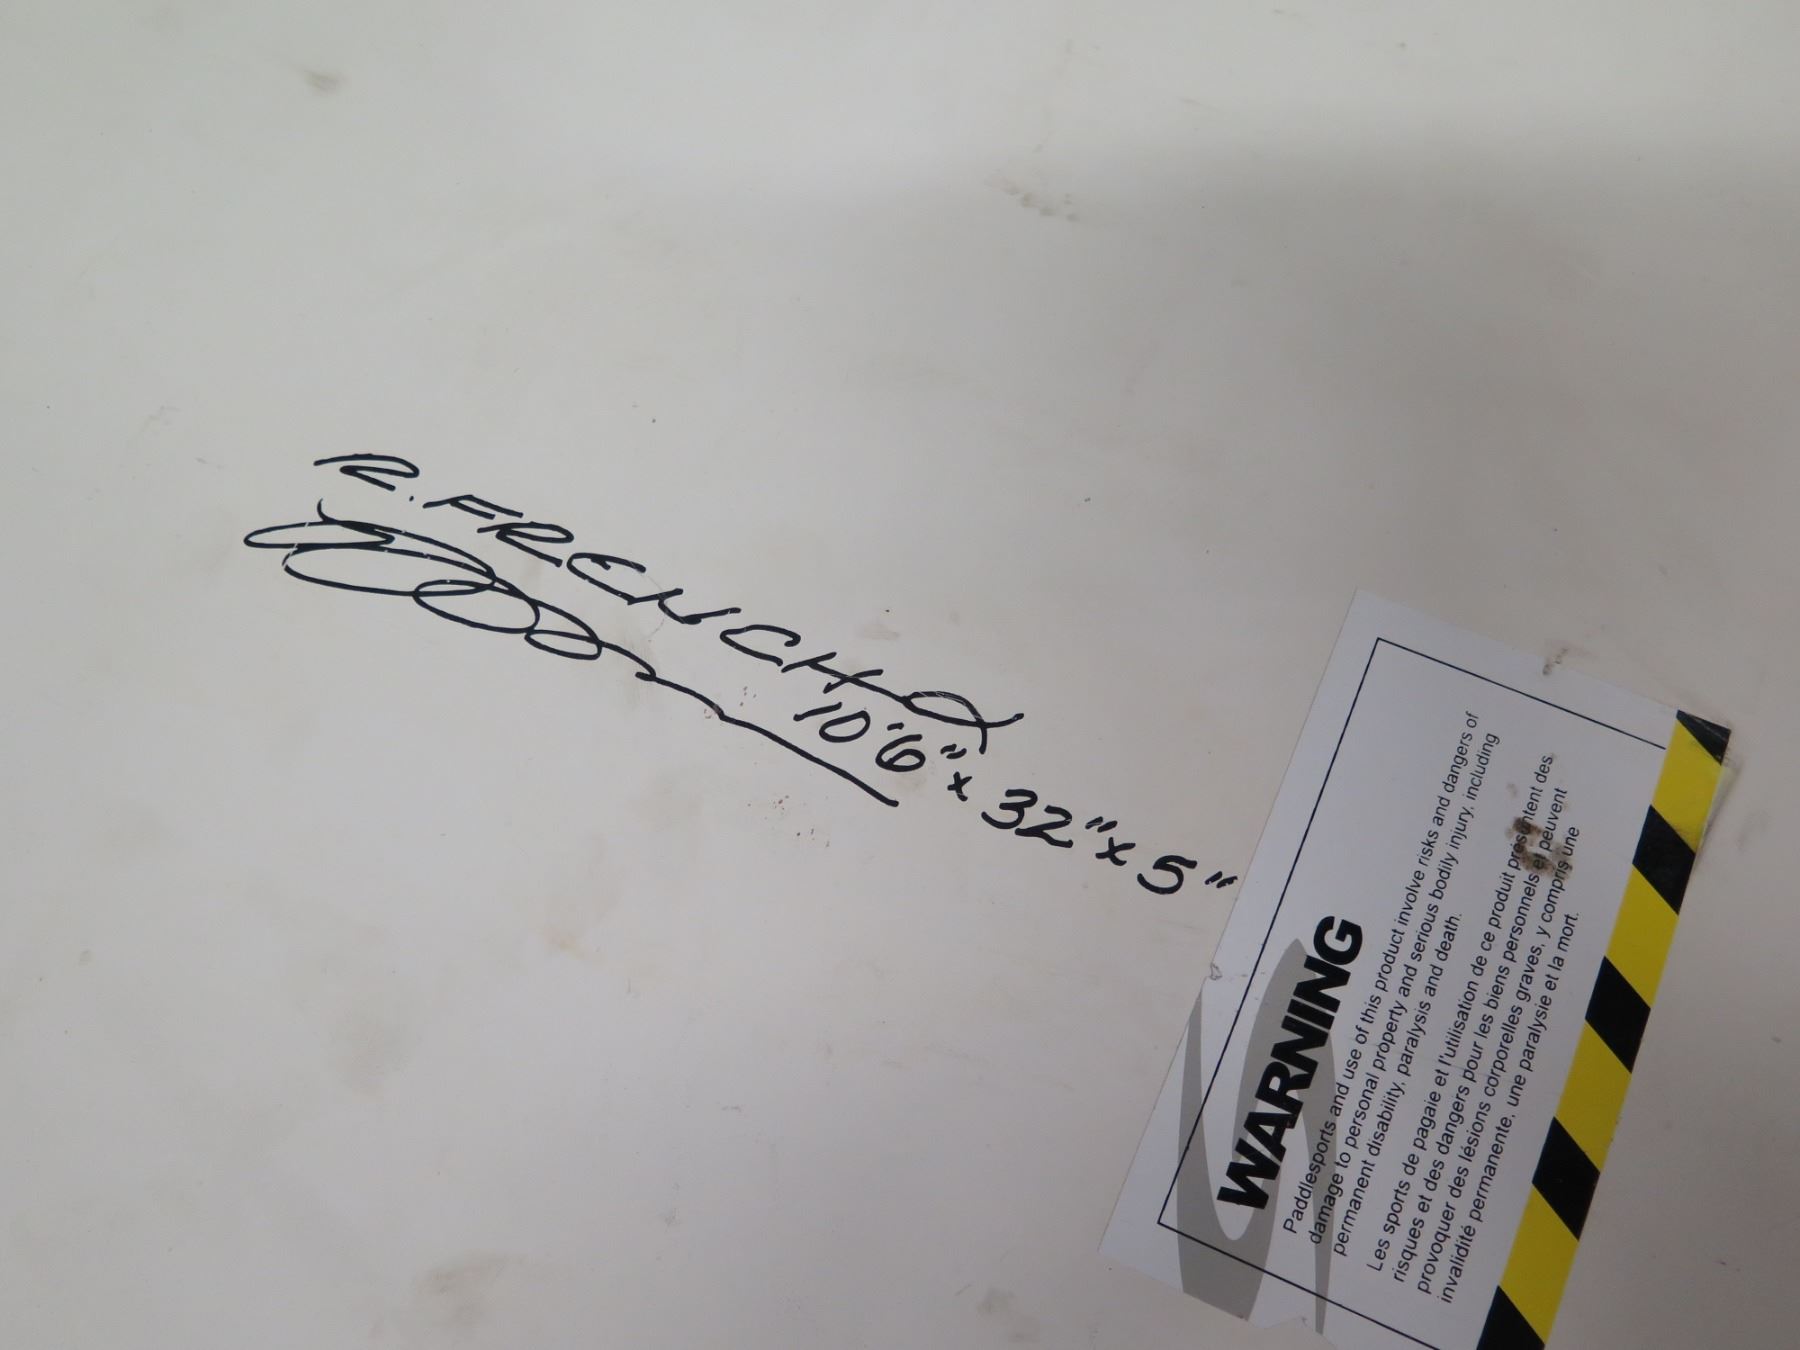 R. FRENCH
10'6" x 32" x 5"
WARNING
Paddlesports and use of this product involve risks and dangers of
damage to personal property and serious bodily injury, including
permanent disability, paralysis and death.
Les sports de pagaie et l'utilisation de ce produit présentent des
risques et des dangers pour les biens personnels et peuvent
provoquer des lésions corporelles graves, y compris une
invalidité permanente, une paralysie et la mort.